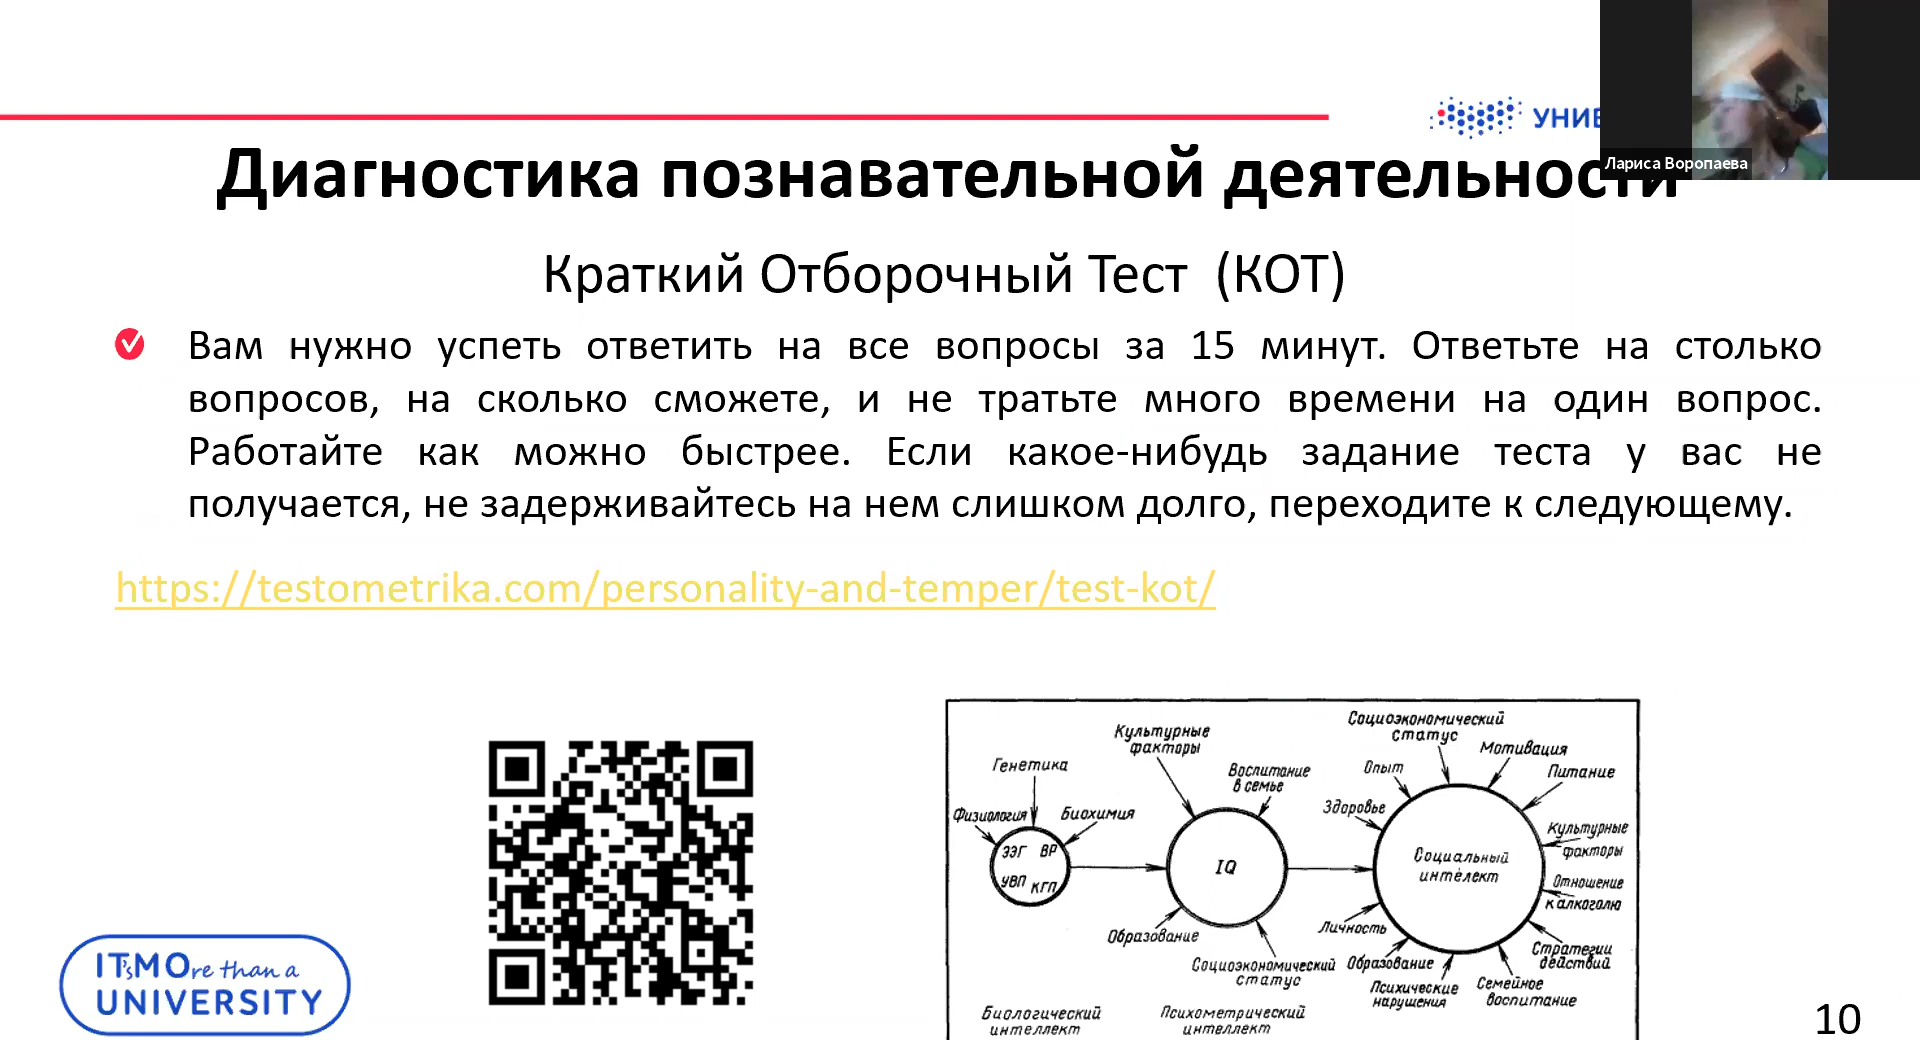 УНИВ
Лариса Воропаева
Диагностика познавательной деятельности
Краткий Отборочный Тест (КОТ)
Вам нужно успеть ответить на все вопросы за 15 минут. Ответьте на столько
вопросов, на сколько сможете, и не тратьте много времени на один вопрос.
Работайте как можно быстрее. Если какое-нибудь задание теста у вас не
получается, не задерживайтесь на нем слишком долго, переходите к следующему.
https://testometrika.com/personality-and-temper/test-kot/
Генетика
Физиология
Биохимия
ЭЭГ ВР
УВП КГП
Культурные
факторы
Воспитание
в семье
IQ
Образование
Социоэкономический
статус
Социоэкономический
статус
Мотивация
Опыт
Питание
Здоровье
Культурные
факторы
Социальный
интелект
Отношение
к алкоголю
Личность
Стратегии
действий
Образование
Психические
нарушения
Семейное
воспитание
Биологический
интеллект
Психометрический
интеллект
IT'sMOre than a
UNIVERSITY
10